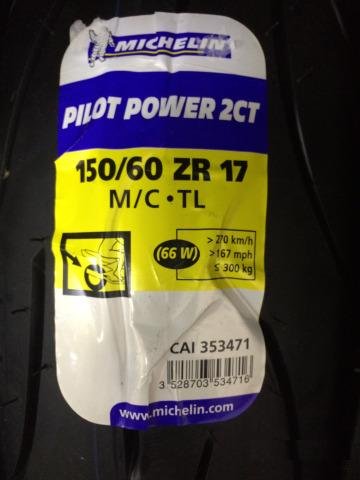 MICHELIN
PILOT POWER 2CT
150/60 ZR 17
M/C • TL
(66 W)
> 270 km/h
>167 mph
≤ 300 kg
CAI 353471
3 528703 534716
www.michelin.com